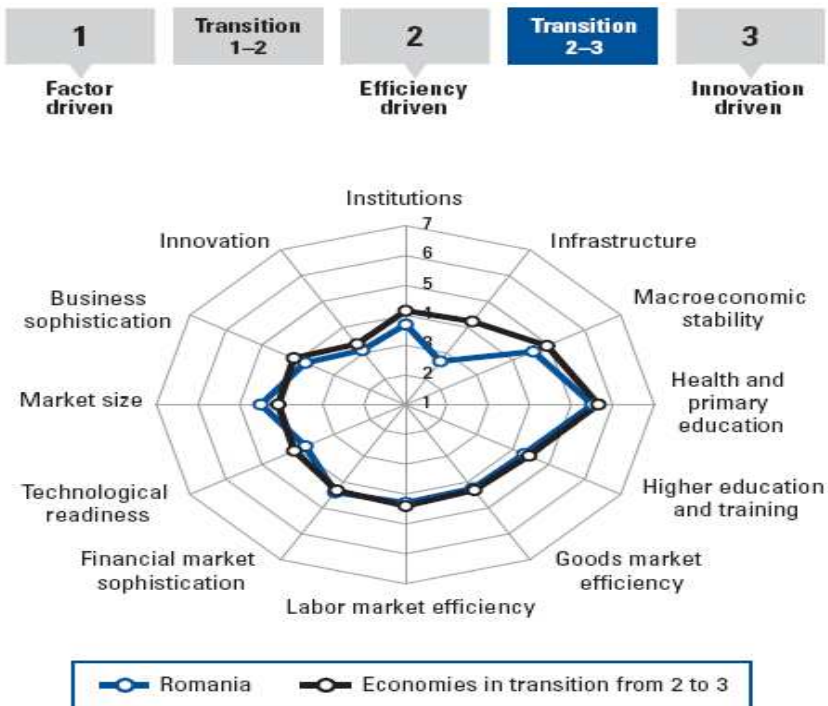 1
Transition
1–2
2
Transition
2–3
3
Factor
driven
Efficiency
driven
Innovation
driven
Institutions
Innovation
Infrastructure
Business
sophistication
Macroeconomic
stability
Market size
Health and
primary
education
Technological
readiness
Higher education
and training
Financial market
sophistication
Goods market
efficiency
Labor market efficiency
7
6
5
4
3
2
1
Romania
Economies in transition from 2 to 3